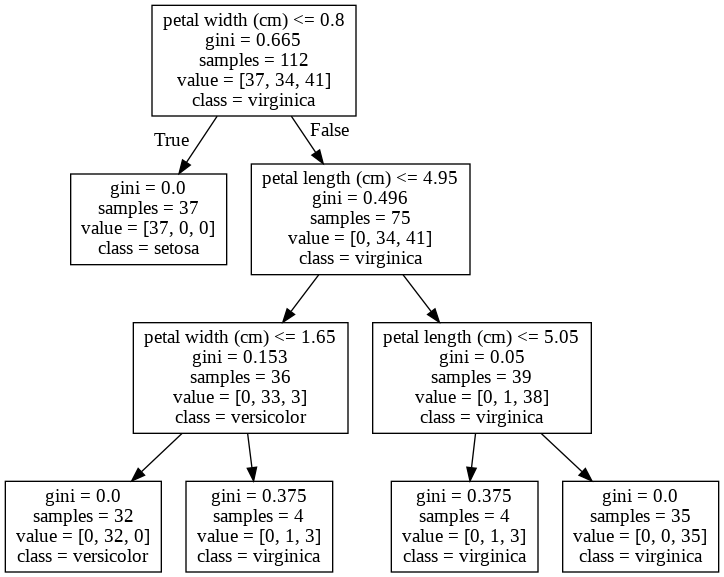 petal width (cm) <= 0.8
gini = 0.665
samples = 112
value = [37, 34, 41]
class = virginica
True
False
gini = 0.0
samples = 37
value = [37, 0, 0]
class = setosa
petal length (cm) <= 4.95
gini = 0.496
samples = 75
value = [0, 34, 41]
class = virginica
petal width (cm) <= 1.65
gini = 0.153
samples = 36
value = [0, 33, 3]
class = versicolor
petal length (cm) <= 5.05
gini = 0.05
samples = 39
value = [0, 1, 38]
class = virginica
gini = 0.0
samples = 32
value = [0, 32, 0]
class = versicolor
gini = 0.375
samples = 4
value = [0, 1, 3]
class = virginica
gini = 0.375
samples = 4
value = [0, 1, 3]
class = virginica
gini = 0.0
samples = 35
value = [0, 0, 35]
class = virginica